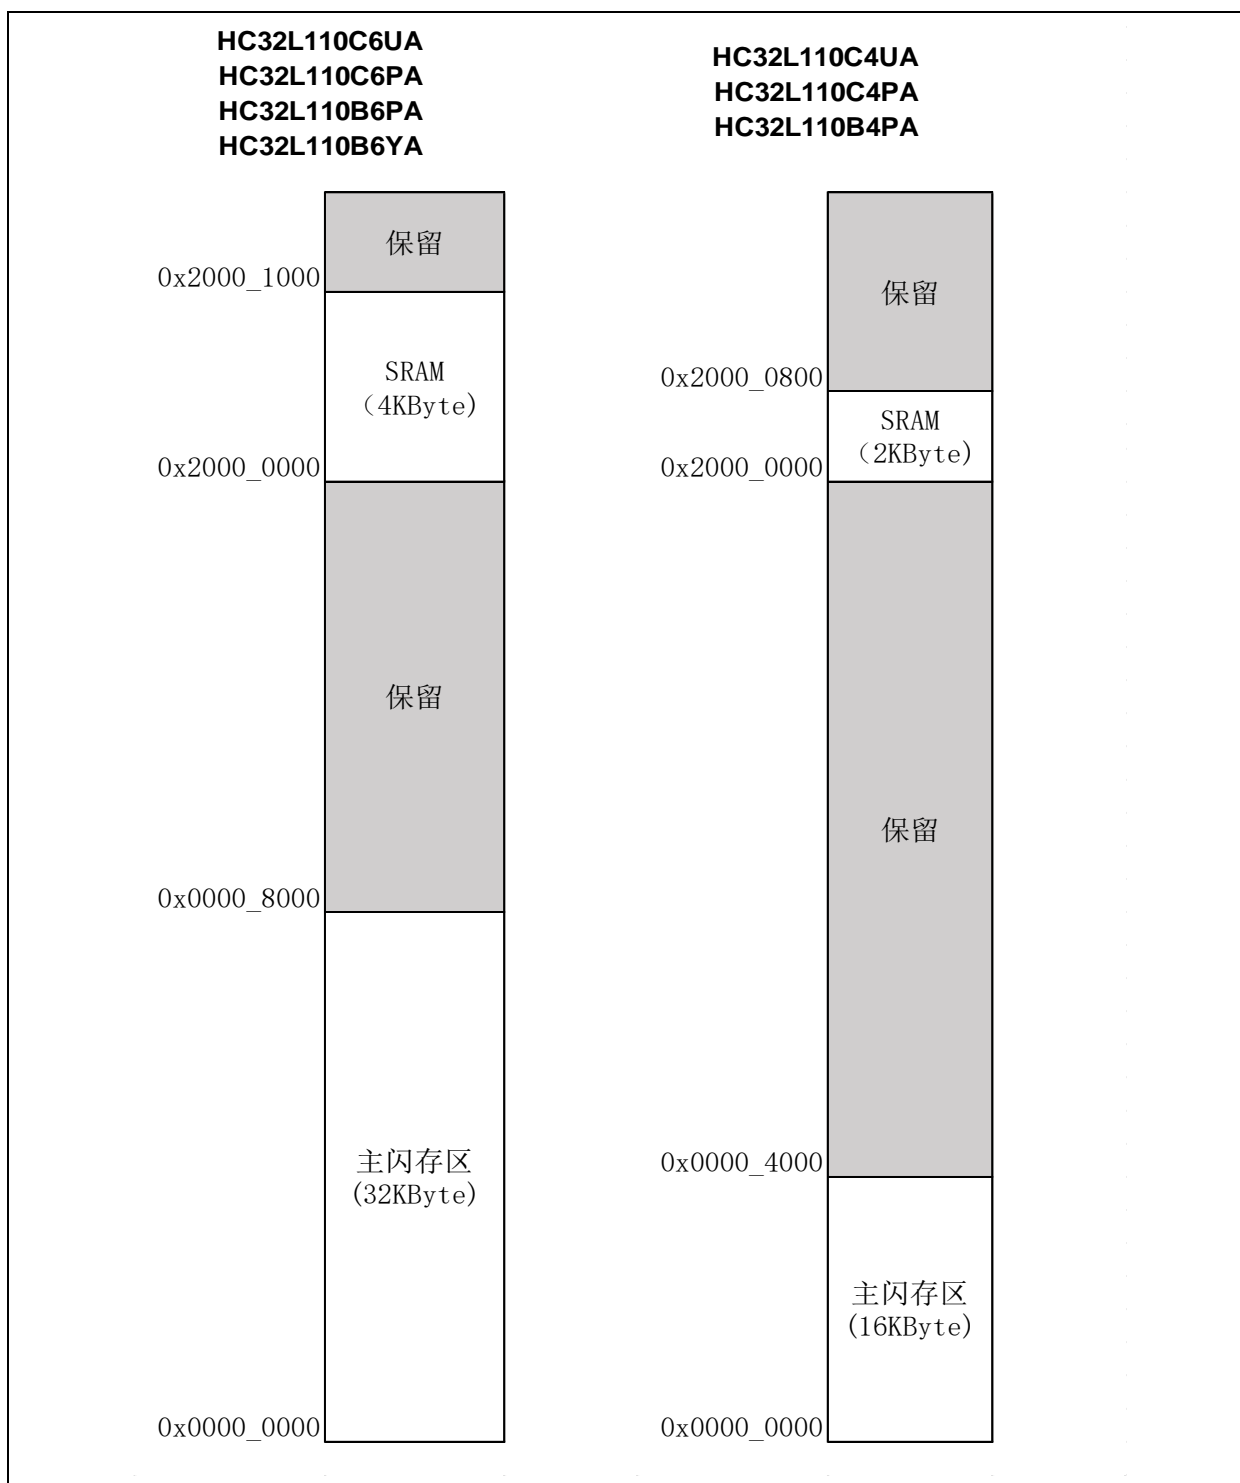 HC32L110C6UA
HC32L110C6PA
HC32L110B6PA
HC32L110B6YA
保留
0x2000_1000
SRAM
（4KByte)
0x2000_0000
保留
0x0000_8000
主闪存区
(32KByte)
0x0000_0000
HC32L110C4UA
HC32L110C4PA
HC32L110B4PA
保留
0x2000_0800
SRAM
（2KByte)
0x2000_0000
保留
0x0000_4000
主闪存区
(16KByte)
0x0000_0000